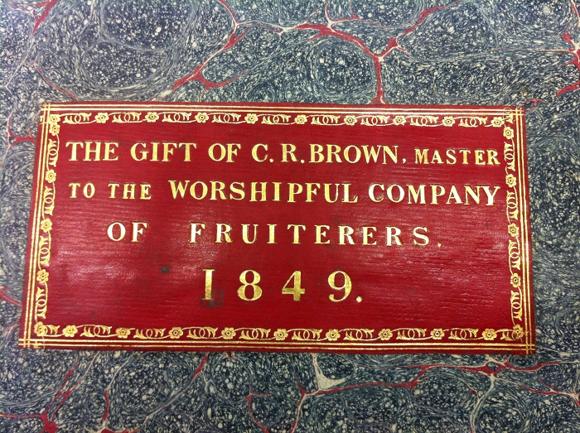 THE GIFT OF C. R. BROWN, MASTER
TO THE WORSHIPFUL COMPANY
OF FRUITERERS.
1849.